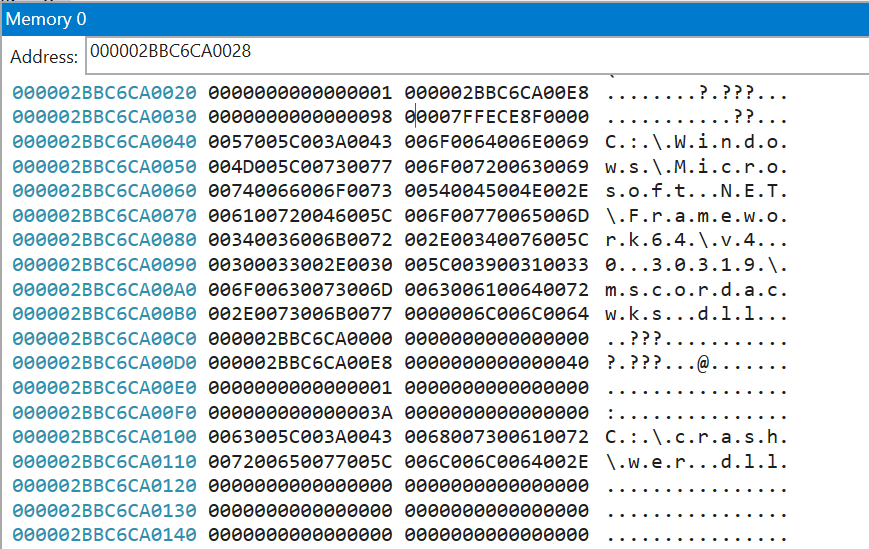 Memory 0
Address: 000002BBC6CA0028
000002BBC6CA0020 0000000000000001 000002BBC6CA00E8 ........?.???...
000002BBC6CA0030 0000000000000098 00007FFECE8F0000 ...........??...
000002BBC6CA0040 0057005C003A0043 006F0064006E0069 C.:.\.W.i.n.d.o.
000002BBC6CA0050 004D005C00730077 006F007200630069 w.s.\.M.i.c.r.o.
000002BBC6CA0060 00740066006F0073 00540045004E002E s.o.f.t...N.E.T.
000002BBC6CA0070 006100720046005C 006F00770065006D \.F.r.a.m.e.w.o.
000002BBC6CA0080 00340036006B0072 002E00340076005C r.k.6.4.\.v.4...
000002BBC6CA0090 00300033002E0030 005C003900310033 0...3.0.3.1.9.\.
000002BBC6CA00A0 006F00630073006D 0063006100640072 m.s.c.o.r.d.a.c.
000002BBC6CA00B0 002E0073006B0077 0000006C006C0064 w.k.s...d.l.l...
000002BBC6CA00C0 000002BBC6CA0000 0000000000000000 ..???...........
000002BBC6CA00D0 000002BBC6CA00E8 0000000000000040 ?.???...@.......
000002BBC6CA00E0 0000000000000001 0000000000000000 ................
000002BBC6CA00F0 000000000000003A 0000000000000000 :...............
000002BBC6CA0100 0063005C003A0043 0068007300610072 C.:.\.c.r.a.s.h.
000002BBC6CA0110 007200650077005C 006C006C0064002E \.w.e.r...d.l.l.
000002BBC6CA0120 0000000000000000 0000000000000000 ................
000002BBC6CA0130 0000000000000000 0000000000000000 ................
000002BBC6CA0140 0000000000000000 0000000000000000 ................